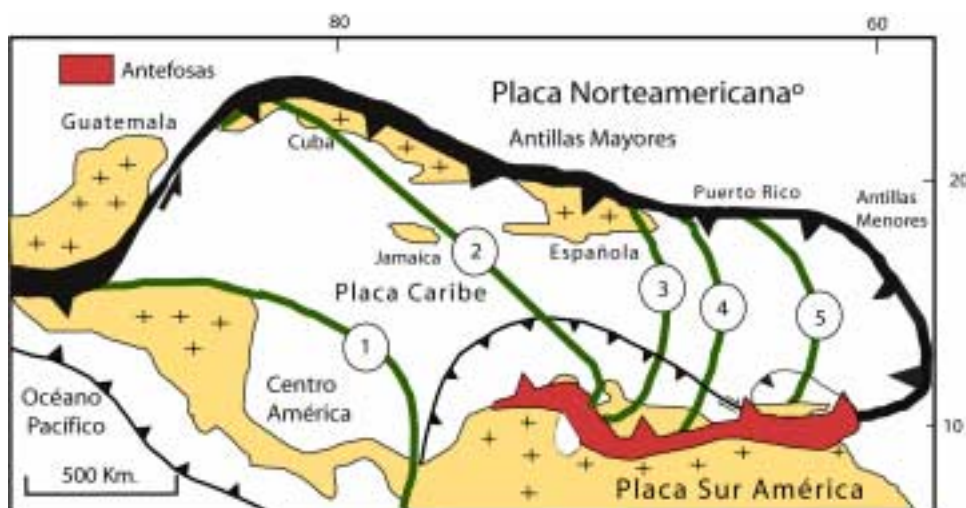 80
60
Antefosas
Placa Norteamericanaº
Guatemala
Cuba
Antillas Mayores
20
Puerto Rico
Antillas
Menores
Jamaica
2
Española
Placa Caribe
3
4
5
1
Océano
Pacífico
Centro
América
10
500 Km.
Placa Sur América